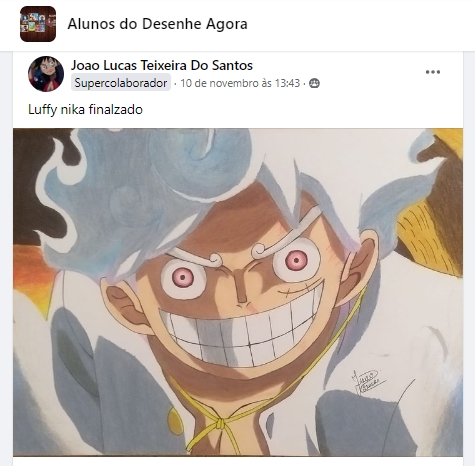 Alunos do Desenhe Agora
Joao Lucas Teixeira Do Santos
Supercolaborador · 10 de novembro às 13:43 ·
Luffy nika finalzado